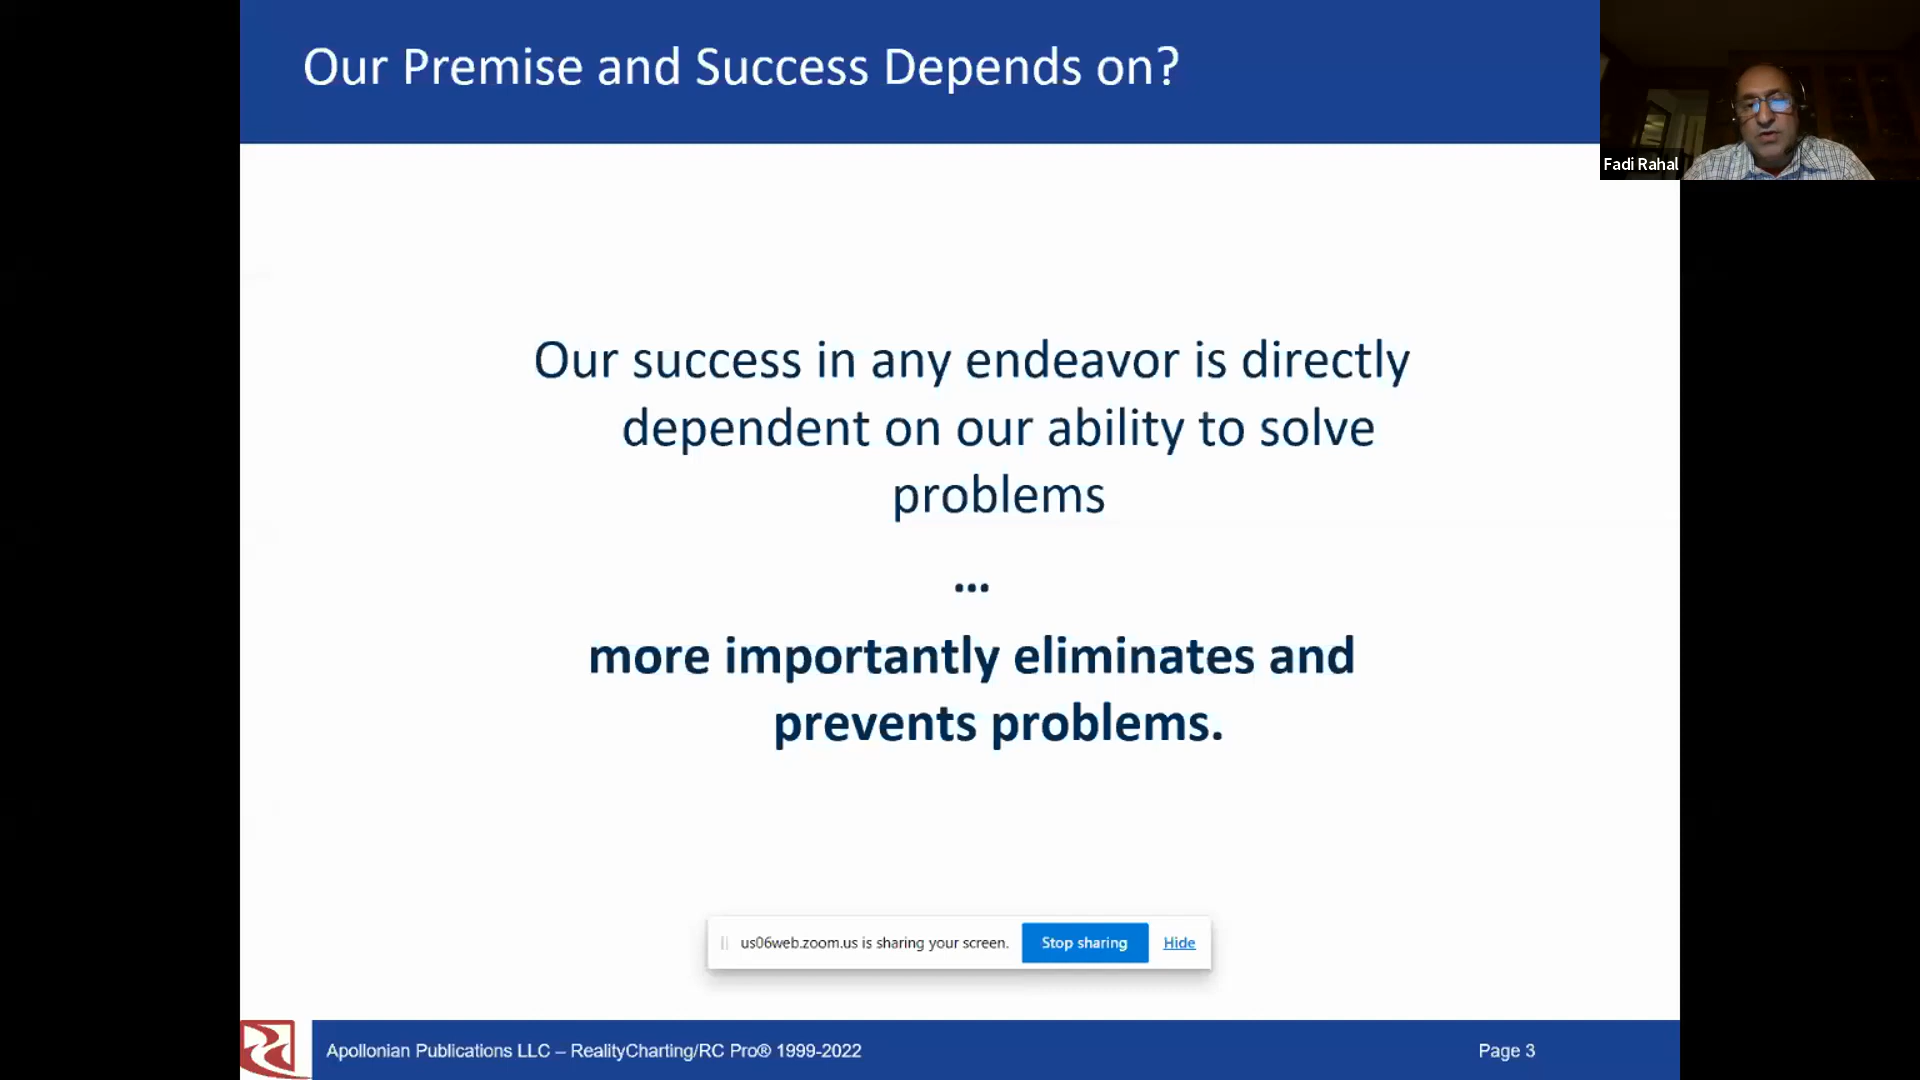 Our Premise and Success Depends on?
Fadi Rahal
Our success in any endeavor is directly
dependent on our ability to solve
problems
...
more importantly eliminates and
prevents problems.
us06web.zoom.us is sharing your screen. Stop sharing Hide
Apollonian Publications LLC – RealityCharting/RC Pro® 1999-2022 Page 3